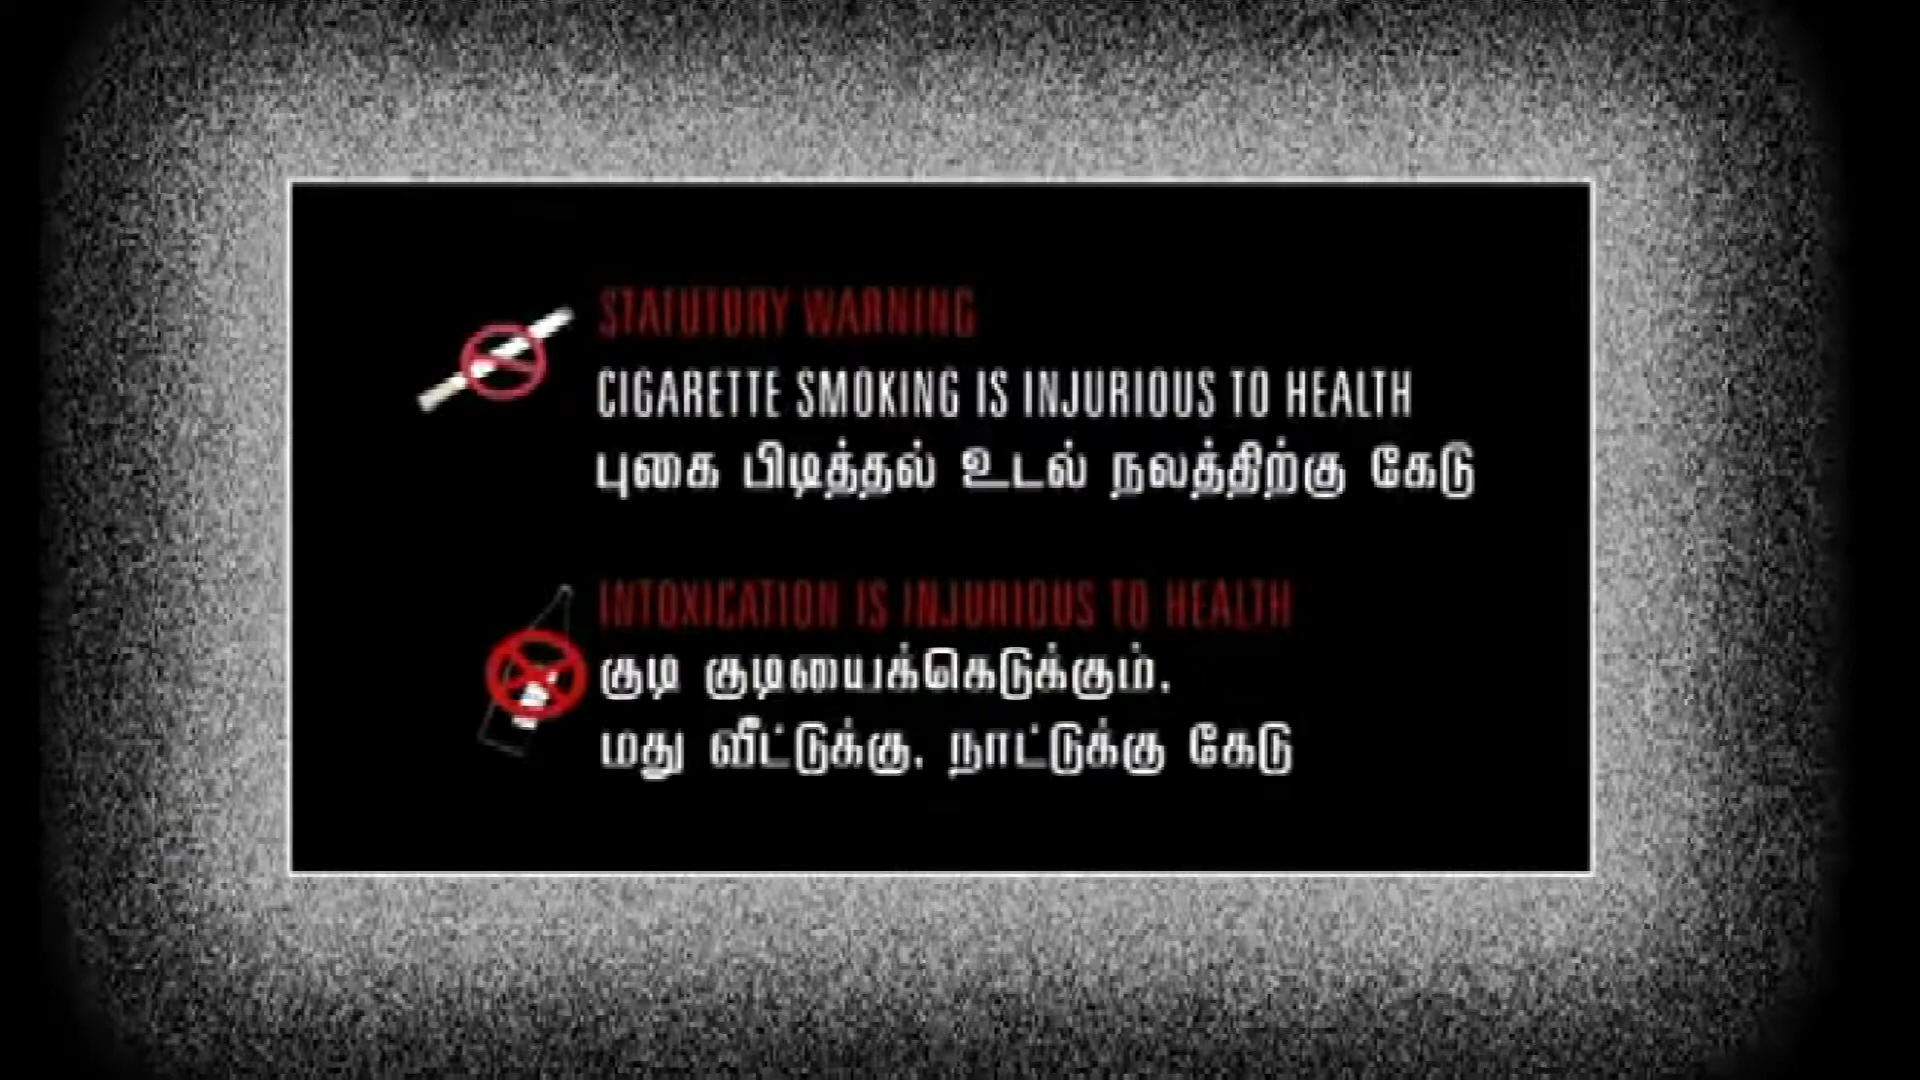 STATUTORY WARNING
CIGARETTE SMOKING IS INJURIOUS TO HEALTH
புகை பிடித்தல் உடல் நலத்திற்கு கேடு
INTOXICATION IS INJURIOUS TO HEALTH
குடி குடியைக்கெடுக்கும்.
மது வீட்டுக்கு, நாட்டுக்கு கேடு